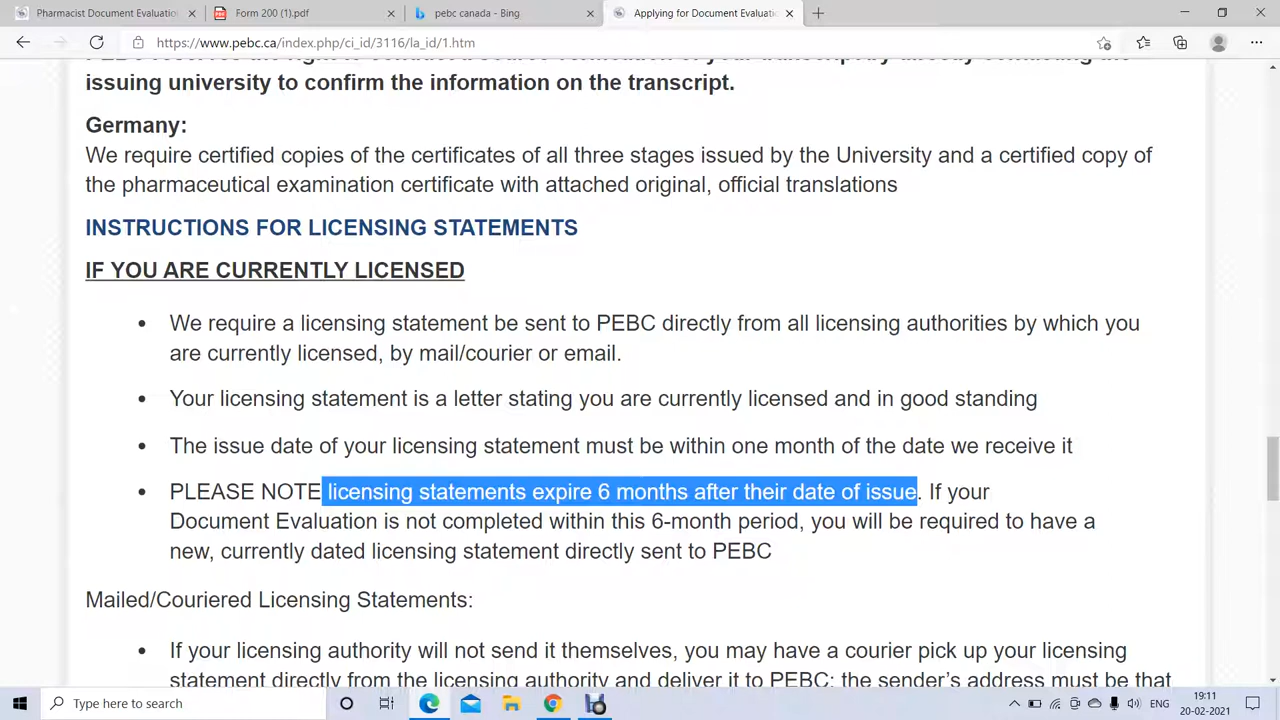 Pharmacist Document Evaluation
Form 200 (1).pdf
pebc canada - Bing
Applying for Document Evaluatio
https://www.pebc.ca/index.php/ci_id/3116/la_id/1.htm
issuing university to confirm the information on the transcript.
Germany:
We require certified copies of the certificates of all three stages issued by the University and a certified copy of
the pharmaceutical examination certificate with attached original, official translations
INSTRUCTIONS FOR LICENSING STATEMENTS
IF YOU ARE CURRENTLY LICENSED
• We require a licensing statement be sent to PEBC directly from all licensing authorities by which you
are currently licensed, by mail/courier or email.
• Your licensing statement is a letter stating you are currently licensed and in good standing
• The issue date of your licensing statement must be within one month of the date we receive it
• PLEASE NOTE licensing statements expire 6 months after their date of issue. If your
Document Evaluation is not completed within this 6-month period, you will be required to have a
new, currently dated licensing statement directly sent to PEBC
Mailed/Couriered Licensing Statements:
• If your licensing authority will not send it themselves, you may have a courier pick up your licensing
statement directly from the licensing authority and deliver it to PEBC; the sender's address must be that
Type here to search
ENG
19:11
20-02-2021